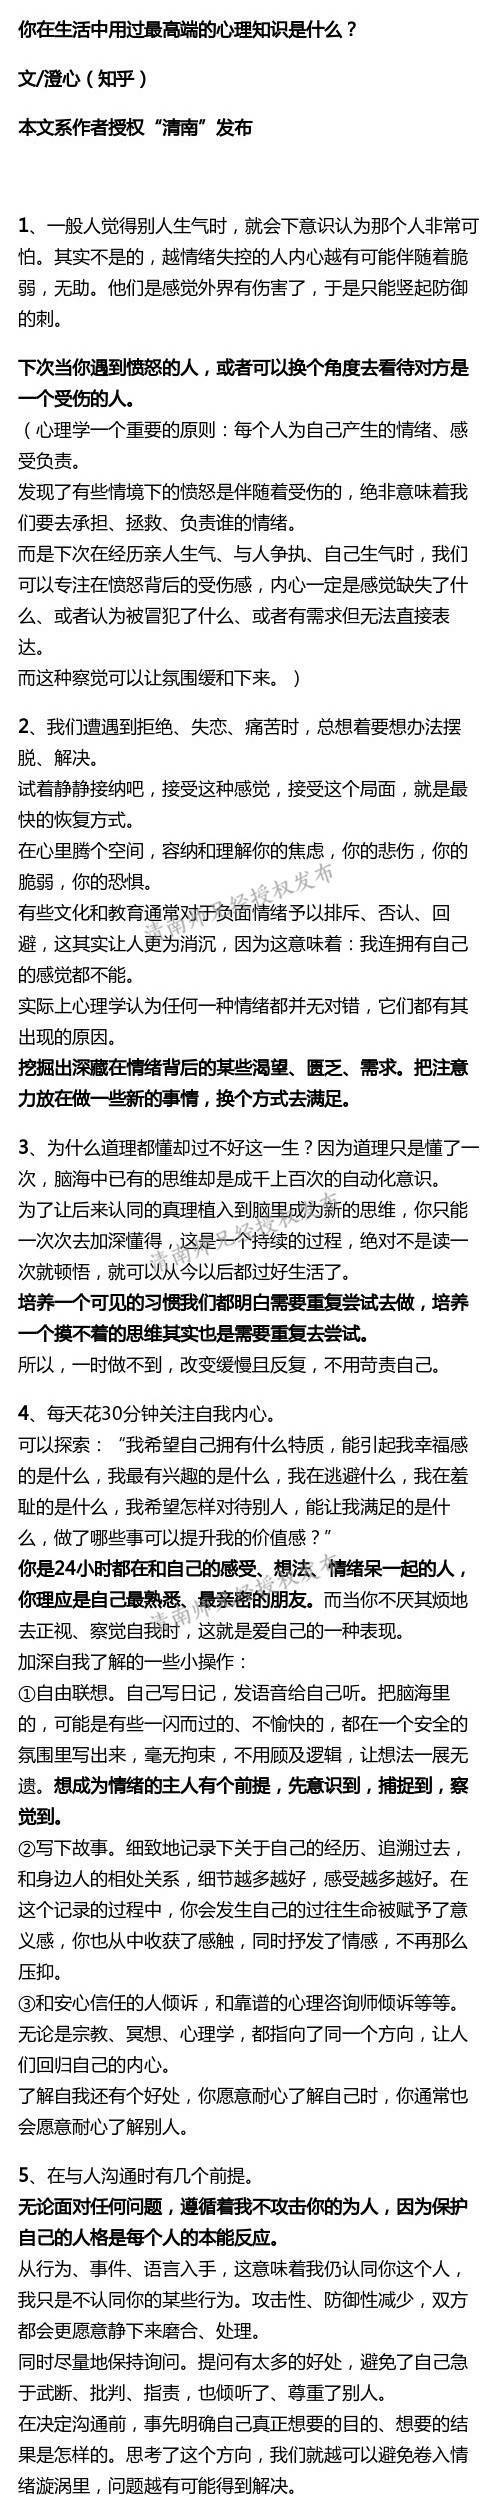 你在生活中用过最高端的心理知识是什么？
文/澄心（知乎）
本文系作者授权“清南”发布
1、一般人觉得别人生气时，就会下意识认为那个人非常可
怕。其实不是的，越情绪失控的人内心越有可能伴随着脆
弱，无助。他们是感觉外界有伤害了，于是只能竖起防御
的刺。
下次当你遇到愤怒的人，或者可以换个角度去看待对方是
一个受伤的人。
（心理学一个重要的原则：每个人为自己产生的情绪、感
受负责。
发现了有些情境下的愤怒是伴随着受伤的，绝非意味着我
们要去承担、拯救、负责谁的情绪。
而是下次在经历亲人生气、与人争执、自己生气时，我们
可以专注在愤怒背后的受伤感，内心一定是感觉缺失了什
么、或者认为被冒犯了什么、或者有需求但无法直接表
达。
而这种察觉可以让氛围缓和下来。）
2、我们遭遇到拒绝、失恋、痛苦时，总想着要想办法摆
脱、解决。
试着静静接纳吧，接受这种感觉，接受这个局面，就是最
快的恢复方式。
在心里腾个空间，容纳和理解你的焦虑，你的悲伤，你的
脆弱，你的恐惧。
有些文化和教育通常对于负面情绪予以排斥、否认、回
避，这其实让人更为消沉，因为这意味着：我连拥有自己
的感觉都不能。
实际上心理学认为任何一种情绪都并无对错，它们都有其
出现的原因。
挖掘出深藏在情绪背后的某些渴望、匮乏、需求。把注意
力放在做一些新的事情，换个方式去满足。
清南师兄经授权发布
3、为什么道理都懂却过不好这一生？因为道理只是懂了一
次，脑海中已有的思维却是成千上百次的自动化意识。
为了让后来认同的真理植入到脑里成为新的思维，你只能
一次次去加深懂得，这是一个持续的过程，绝对不是读一
次就顿悟，就可以从今以后都过好生活了。
培养一个可见的习惯我们都明白需要重复尝试去做，培养
一个摸不着的思维其实也是需要重复去尝试。
所以，一时做不到，改变缓慢且反复，不用苛责自己。
清南师兄经授权发布
4、每天花30分钟关注自我内心。
可以探索：“我希望自己拥有什么特质，能引起我幸福感
的是什么，我最有兴趣的是什么，我在逃避什么，我在羞
耻的是什么，我希望怎样对待别人，能让我满足的是什
么，做了哪些事可以提升我的价值感？”
你是24小时都在和自己的感受、想法、情绪呆一起的人，
你理应是自己最熟悉、最亲密的朋友。而当你不厌其烦地
去正视、察觉自我时，这就是爱自己的一种表现。
清南师兄经授权发布
加深自我了解的一些小操作：
①自由联想。自己写日记，发语音给自己听。把脑海里
的，可能是有些一闪而过的、不愉快的，都在一个安全的
氛围里写出来，毫无拘束，不用顾及逻辑，让想法一展无
遗。想成为情绪的主人有个前提，先意识到，捕捉到，察
觉到。
②写下故事。细致地记录下关于自己的经历、追溯过去，
和身边人的相处关系，细节越多越好，感受越多越好。在
这个记录的过程中，你会发生自己的过往生命被赋予了意
义感，你也从中收获了感触，同时抒发了情感，不再那么
压抑。
③和安心信任的人倾诉，和靠谱的心理咨询师倾诉等等。
无论是宗教、冥想、心理学，都指向了同一个方向，让人
们回归自己的内心。
了解自我还有个好处，你愿意耐心了解自己时，你通常也
会愿意耐心了解别人。
5、在与人沟通时有几个前提。
无论面对任何问题，遵循着我不攻击你的为人，因为保护
自己的人格是每个人的本能反应。
从行为、事件、语言入手，这意味着我仍认同你这个人，
我只是不认同你的某些行为。攻击性、防御性减少，双方
都会更愿意静下来磨合、处理。
同时尽量地保持询问。提问有太多的好处，避免了自己急
于武断、批判、指责，也倾听了、尊重了别人。
在决定沟通前，事先明确自己真正想要的目的、想要的结
果是怎样的。思考了这个方向，我们就越可以避免卷入情
绪漩涡里，问题越有可能得到解决。